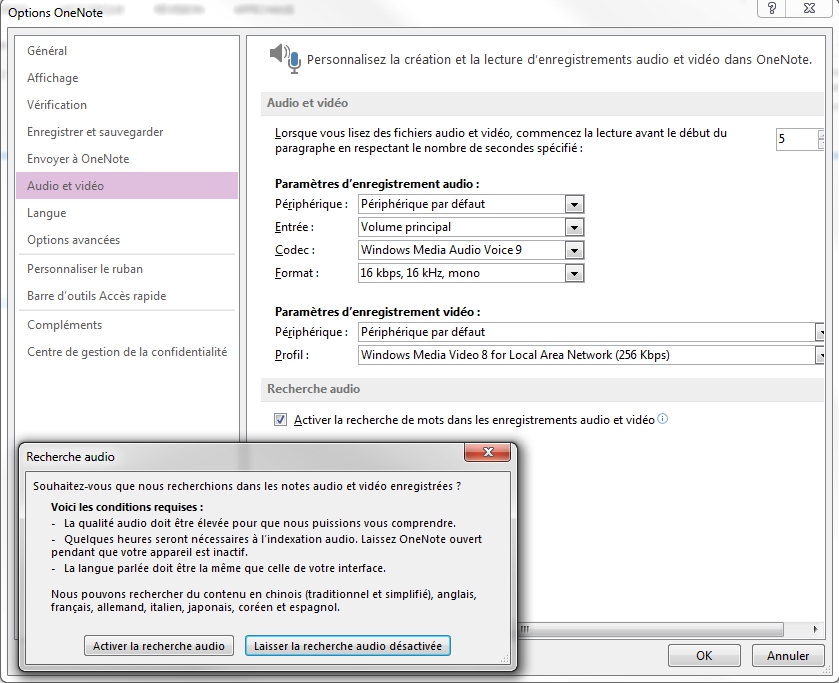 Options OneNote
Général
Affichage
Vérification
Enregistrer et sauvegarder
Envoyer à OneNote
Audio et vidéo
Langue
Options avancées
Personnaliser le ruban
Barre d'outils Accès rapide
Compléments
Centre de gestion de la confidentialité
Personnalisez la création et la lecture d'enregistrements audio et vidéo dans OneNote.
Audio et vidéo
Lorsque vous lisez des fichiers audio et vidéo, commencez la lecture avant le début du
paragraphe en respectant le nombre de secondes spécifié :
5
Paramètres d'enregistrement audio :
Périphérique : Périphérique par défaut
Entrée : Volume principal
Codec : Windows Media Audio Voice 9
Format : 16 kbps, 16 kHz, mono
Paramètres d'enregistrement vidéo :
Périphérique : Périphérique par défaut
Profil : Windows Media Video 8 for Local Area Network (256 Kbps)
Recherche audio
Activer la recherche de mots dans les enregistrements audio et vidéo
Recherche audio
Souhaitez-vous que nous recherchions dans les notes audio et vidéo enregistrées ?
Voici les conditions requises :
- La qualité audio doit être élevée pour que nous puissions vous comprendre.
- Quelques heures seront nécessaires à l'indexation audio. Laissez OneNote ouvert
pendant que votre appareil est inactif.
- La langue parlée doit être la même que celle de votre interface.
Nous pouvons rechercher du contenu en chinois (traditionnel et simplifié), anglais,
français, allemand, italien, japonais, coréen et espagnol.
Activer la recherche audio
Laisser la recherche audio désactivée
OK
Annuler